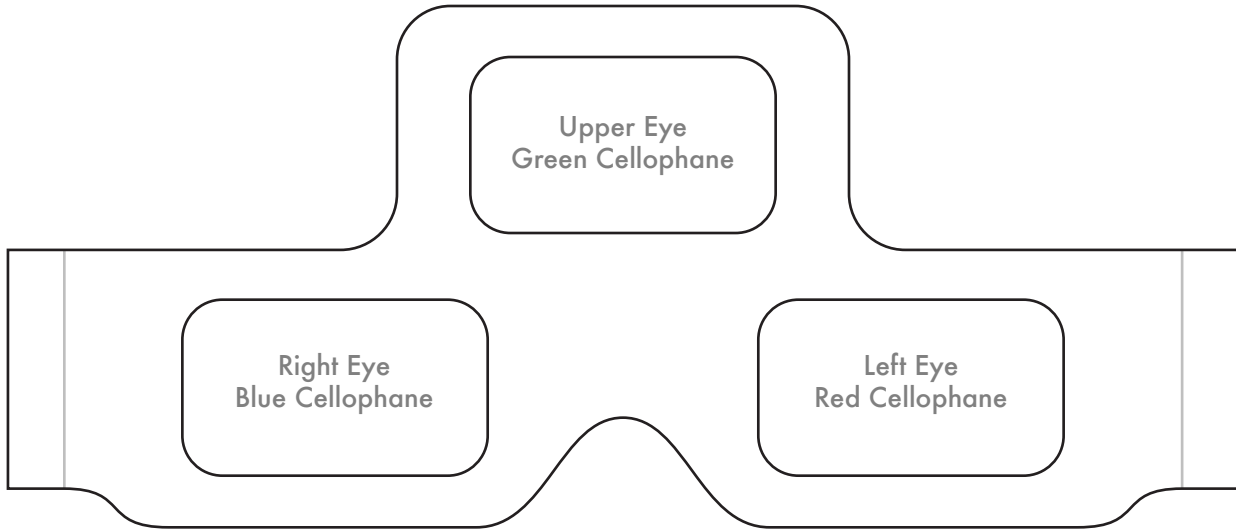 Upper Eye
Green Cellophane
Right Eye
Blue Cellophane
Left Eye
Red Cellophane